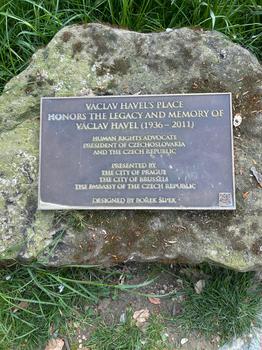 VACLAV HAVEL'S PLACE
HONORS THE LEGACY AND MEMORY OF
VACLAV HAVEL (1936 – 2011)
HUMAN RIGHTS ADVOCATE
PRESIDENT OF CZECHOSLOVAKIA
AND THE CZECH REPUBLIC
PRESENTED BY
THE CITY OF PRAGUE
THE CITY OF BRUSSELS
THE EMBASSY OF THE CZECH REPUBLIC
DESIGNED BY BOŘEK ŠÍPEK